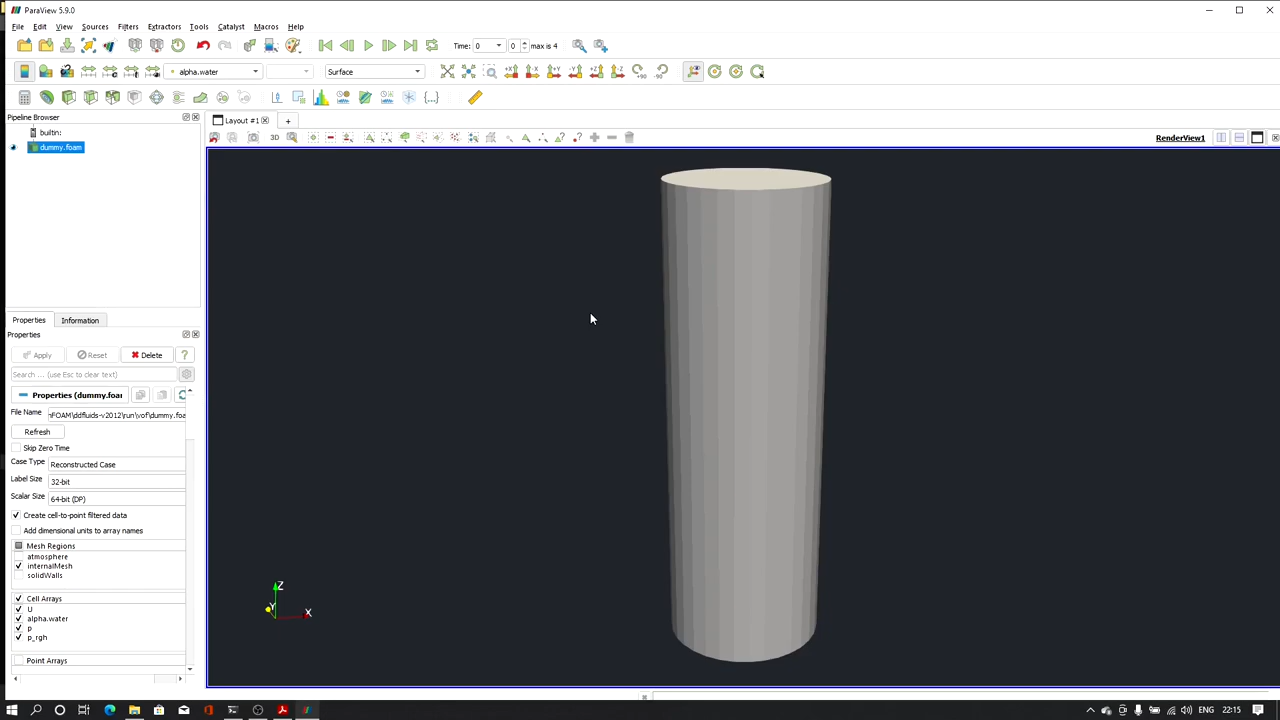 ParaView 5.9.0
File Edit View Sources Filters Extractors Tools Catalyst Macros Help
Time: 0 0 max is 4
alpha.water Surface
Pipeline Browser
Layout #1 +
3D RenderView1
builtin:
dummy.foam
Properties Information
Properties
Apply Reset Delete ?
Search ... (use Esc to clear text)
Properties (dummy.foar
File Name nFOAM\ddfluids-v2012\run\vof\dummy.foa
Refresh
Skip Zero Time
Case Type Reconstructed Case
Label Size 32-bit
Scalar Size 64-bit (DP)
Create cell-to-point filtered data
Add dimensional units to array names
Mesh Regions
atmosphere
internalMesh
solidWalls
Cell Arrays
U
alpha.water
p
p_rgh
Point Arrays
Z
Y X
ENG 22:15